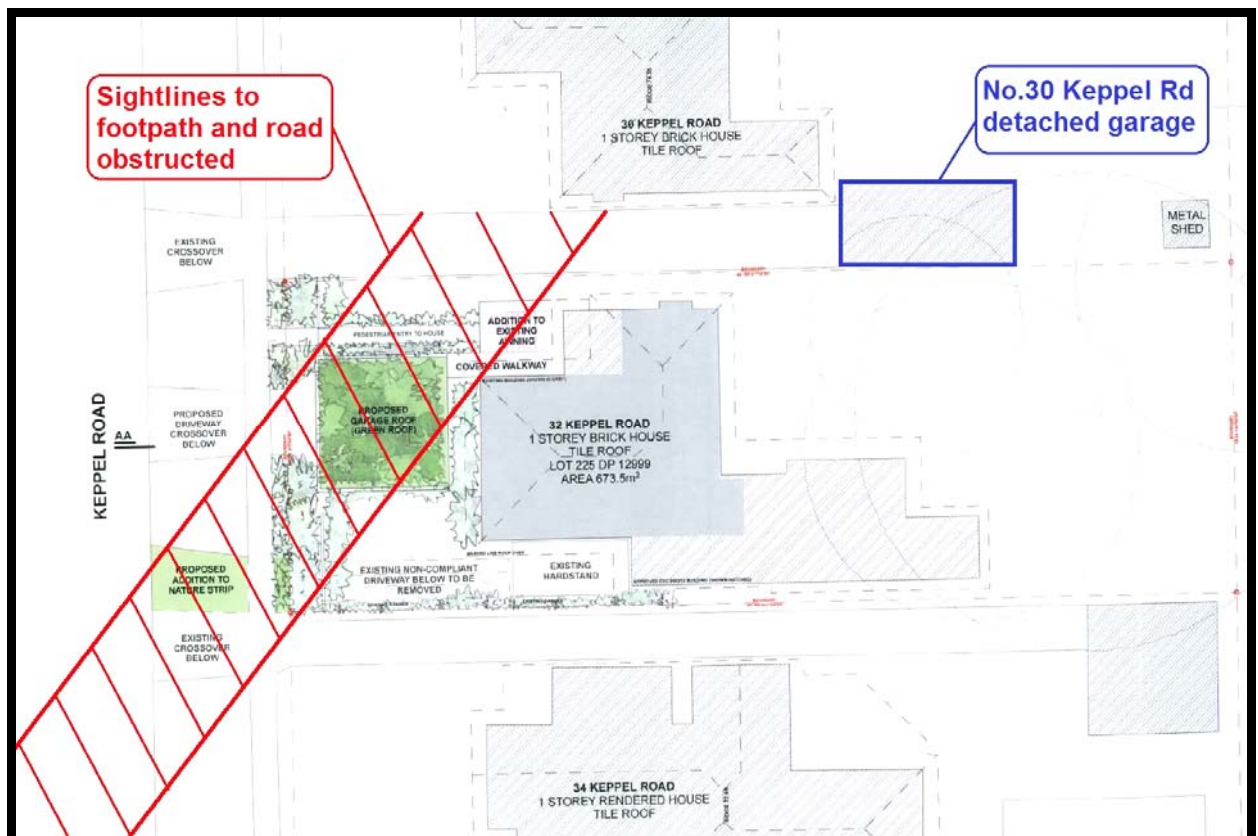 Sightlines to
footpath and road
obstructed
No.30 Keppel Rd
detached garage
30 KEPPEL ROAD
1 STOREY BRICK HOUSE
TILE ROOF
METAL
SHED
EXISTING
CROSSOVER
BELOW
PEDESTRIAN ENTRY TO HOUSE
ADDITION TO
EXISTING
AWNING
COVERED WALKWAY
KEPPEL ROAD
AA
PROPOSED
DRIVEWAY
CROSSOVER
BELOW
PROPOSED
GARAGE ROOF
(GREEN ROOF)
32 KEPPEL ROAD
1 STOREY BRICK HOUSE
TILE ROOF
LOT 225 DP 12999
AREA 673.5m²
PROPOSED
ADDITION TO
NATURE STRIP
EXISTING NON-COMPLIANT
DRIVEWAY BELOW TO BE
REMOVED
EXISTING
HARDSTAND
EXISTING
CROSSOVER
BELOW
34 KEPPEL ROAD
1 STOREY RENDERED HOUSE
TILE ROOF